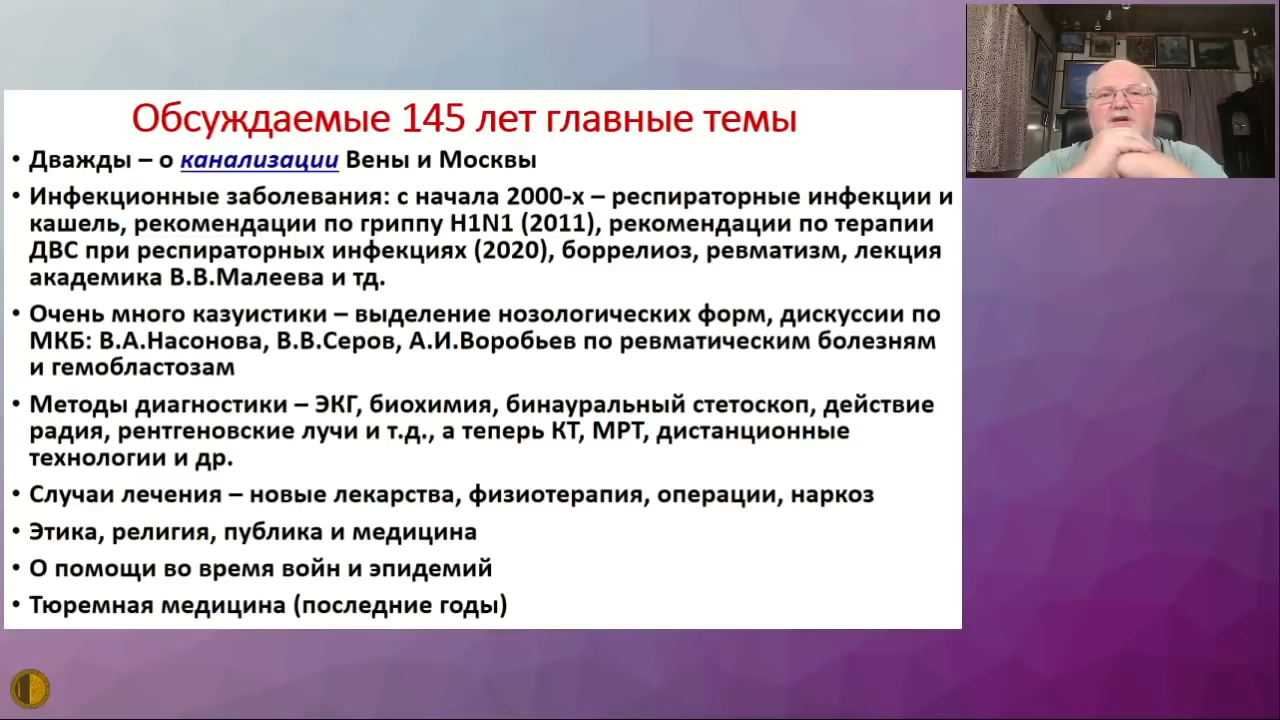 Обсуждаемые 145 лет главные темы
• Дважды – о канализации Вены и Москвы
• Инфекционные заболевания: с начала 2000-х – респираторные инфекции и
кашель, рекомендации по гриппу H1N1 (2011), рекомендации по терапии
ДВС при респираторных инфекциях (2020), боррелиоз, ревматизм, лекция
академика В.В.Малеева и тд.
• Очень много казуистики – выделение нозологических форм, дискуссии по
МКБ: В.А.Насонова, В.В.Серов, А.И.Воробьев по ревматическим болезням
и гемобластозам
• Методы диагностики – ЭКГ, биохимия, бинауральный стетоскоп, действие
радия, рентгеновские лучи и т.д., а теперь КТ, МРТ, дистанционные
технологии и др.
• Случаи лечения – новые лекарства, физиотерапия, операции, наркоз
• Этика, религия, публика и медицина
• О помощи во время войн и эпидемий
• Тюремная медицина (последние годы)